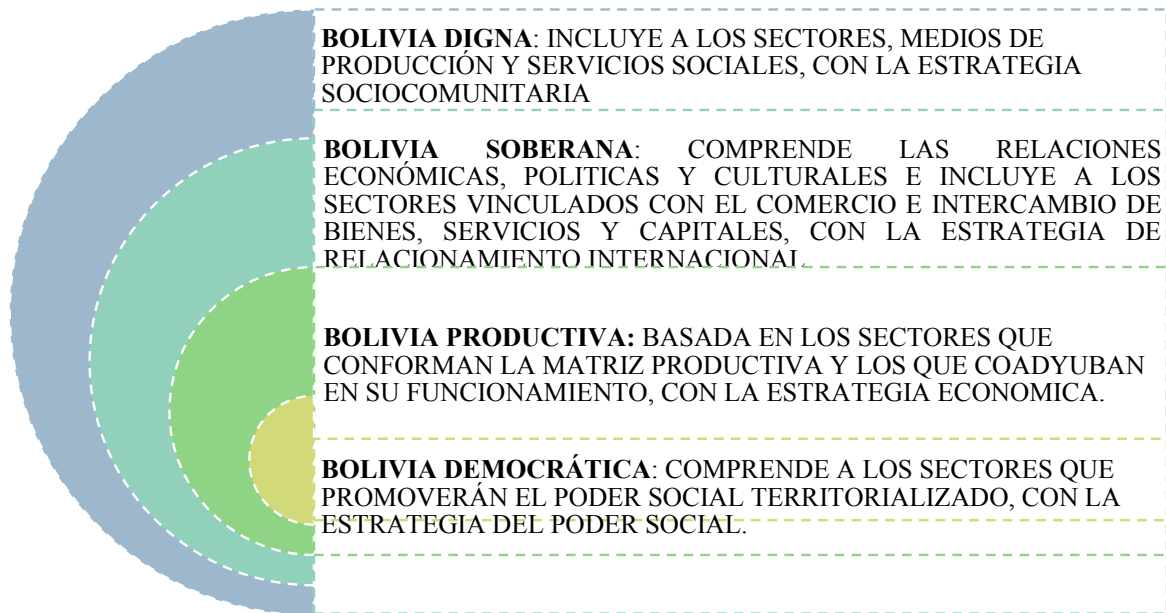 BOLIVIA DIGNA: INCLUYE A LOS SECTORES, MEDIOS DE
PRODUCCIÓN Y SERVICIOS SOCIALES, CON LA ESTRATEGIA
SOCIOCOMUNITARIA
BOLIVIA SOBERANA: COMPRENDE LAS RELACIONES
ECONÓMICAS, POLITICAS Y CULTURALES E INCLUYE A LOS
SECTORES VINCULADOS CON EL COMERCIO E INTERCAMBIO DE
BIENES, SERVICIOS Y CAPITALES, CON LA ESTRATEGIA DE
RELACIONAMIENTO INTERNACIONAL.
BOLIVIA PRODUCTIVA: BASADA EN LOS SECTORES QUE
CONFORMAN LA MATRIZ PRODUCTIVA Y LOS QUE COADYUBAN
EN SU FUNCIONAMIENTO, CON LA ESTRATEGIA ECONOMICA.
BOLIVIA DEMOCRÁTICA: COMPRENDE A LOS SECTORES QUE
PROMOVERÁN EL PODER SOCIAL TERRITORIALIZADO, CON LA
ESTRATEGIA DEL PODER SOCIAL.